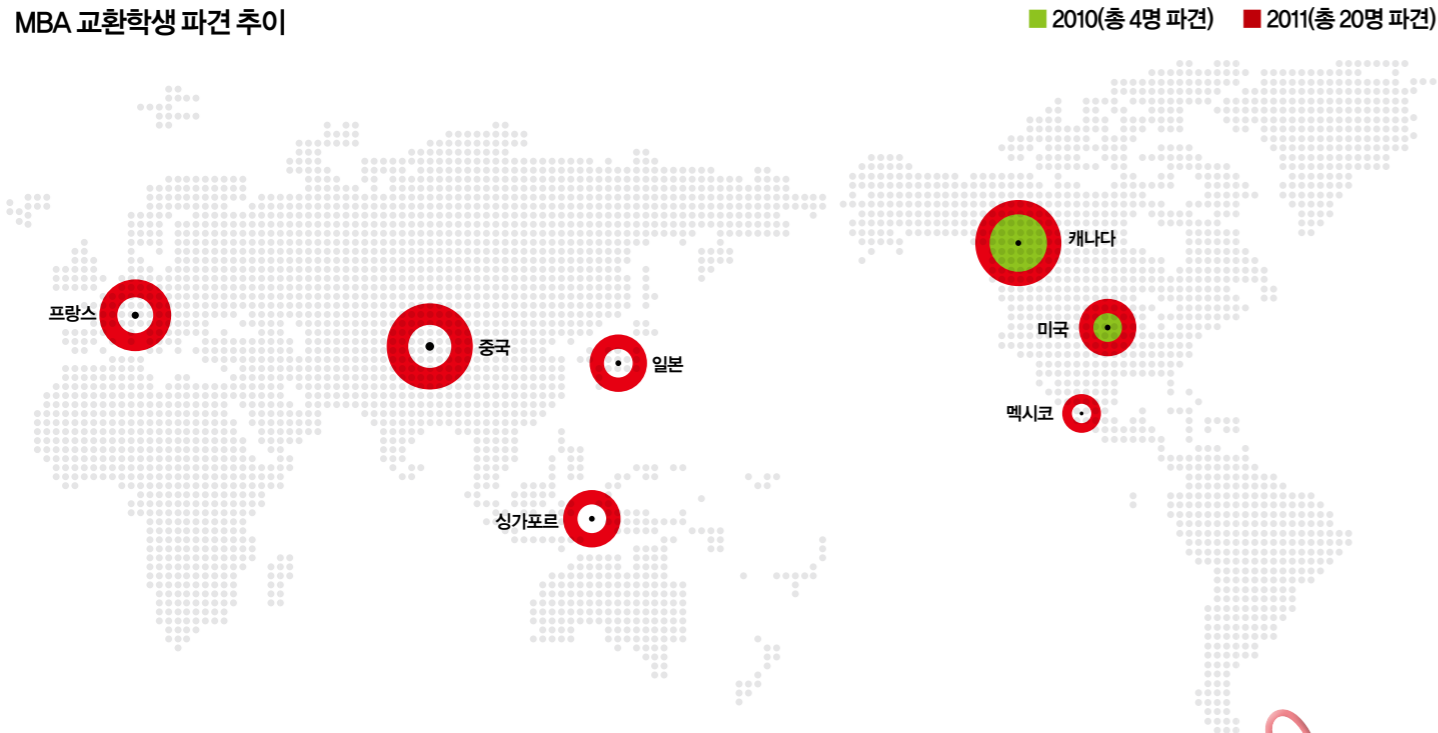 MBA 교환학생 파견 추이
2010(총 4명 파견) 2011(총 20명 파견)
캐나다
프랑스
미국
중국
일본
멕시코
싱가포르